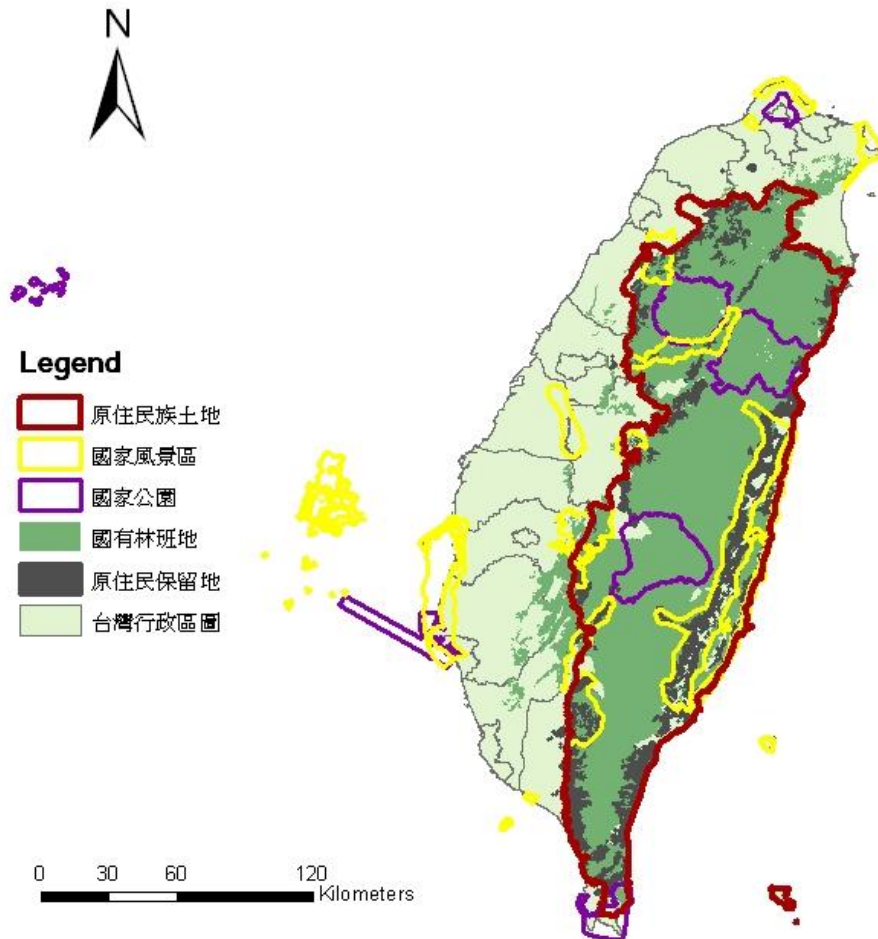 N
Legend
原住民族土地
國家風景區
國家公園
國有林班地
原住民保留地
台灣行政區圖
0 30 60 120
Kilometers